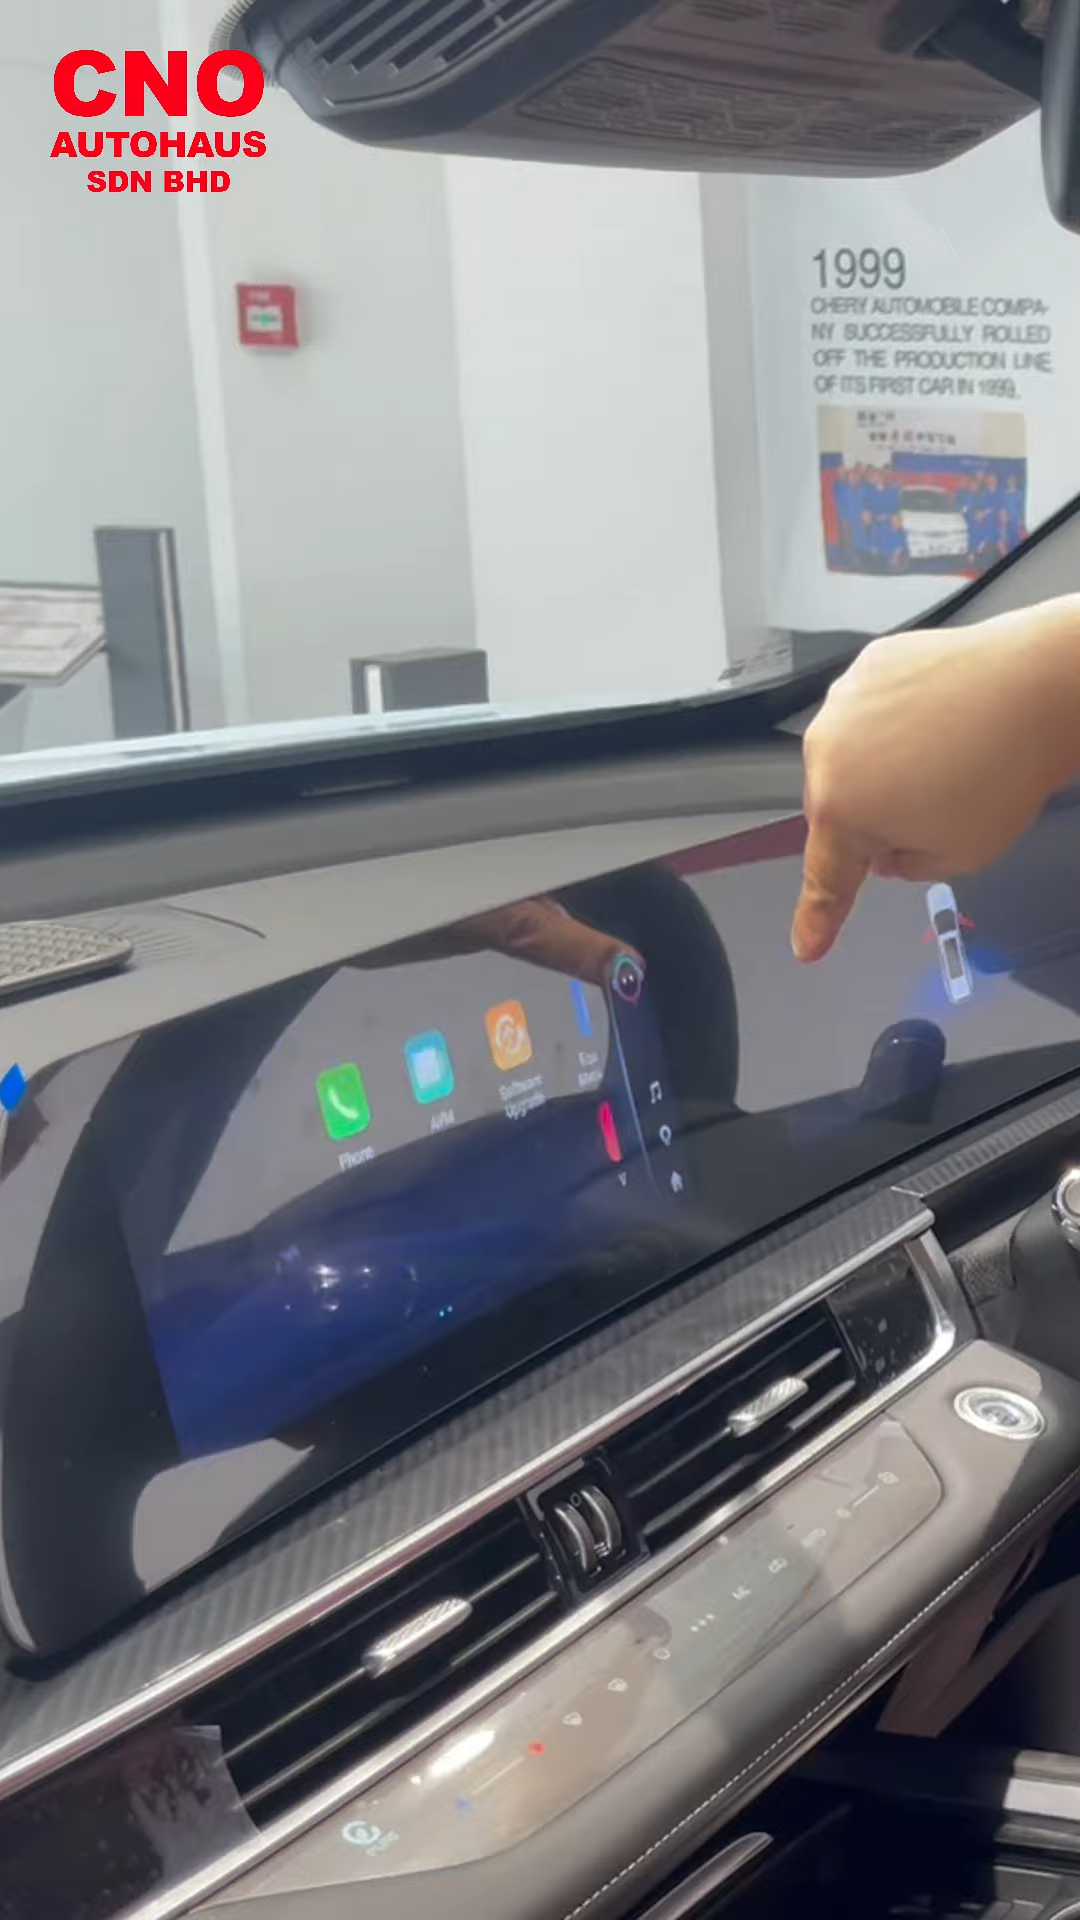 CNO
AUTOHAUS
SDN BHD
1999
CHERY AUTOMOBILE COMPA-
NY SUCCESSFULLY ROLLED
OFF THE PRODUCTION LINE
OF ITS FIRST CAR IN 1999.
Phone
AVM
Software
Upgrade